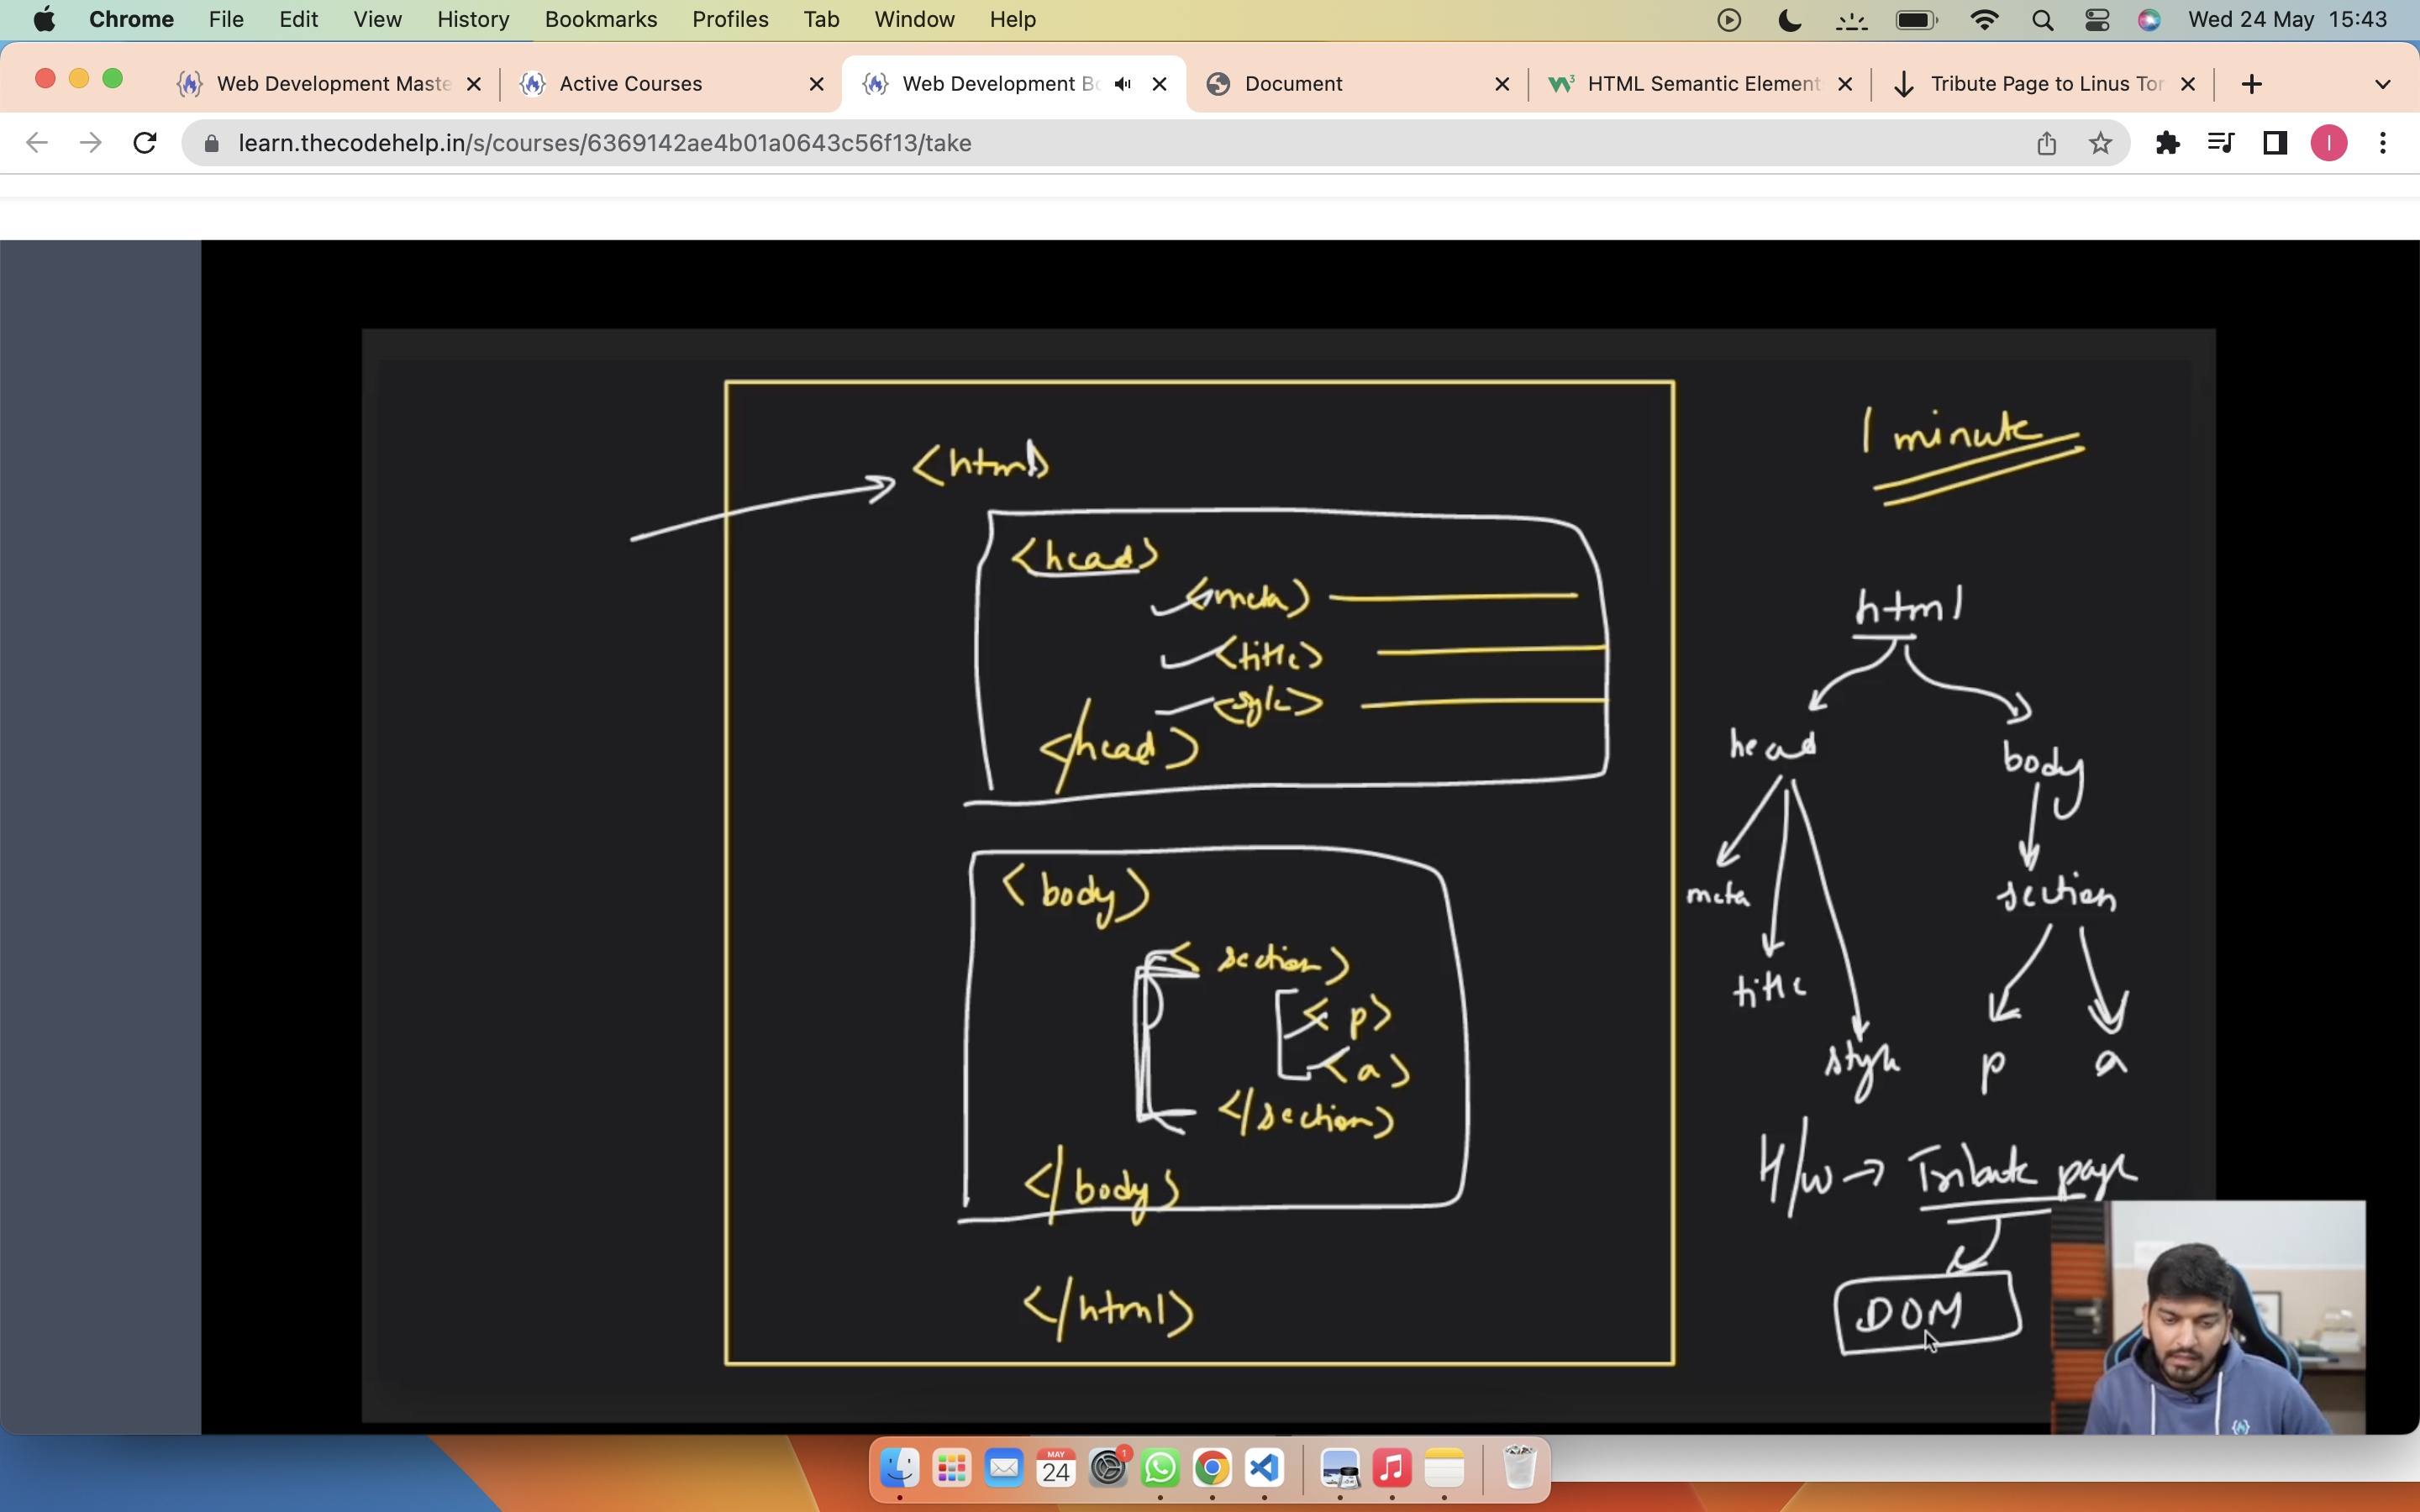 Chrome File Edit View History Bookmarks Profiles Tab Window Help Wed 24 May 15:43
Web Development Maste Active Courses Web Development Bo Document W3 HTML Semantic Element Tribute Page to Linus Tor
learn.thecodehelp.in/s/courses/6369142ae4b01a0643c56f13/take I
<html>
<head>
<meta>
<title>
<style>
</head>
<body>
<section>
<p>
<a>
</section>
</body>
</html>
1 minute
html
head body
meta section
title
style p a
H/W → Tribute page
DOM
MAY
24
1